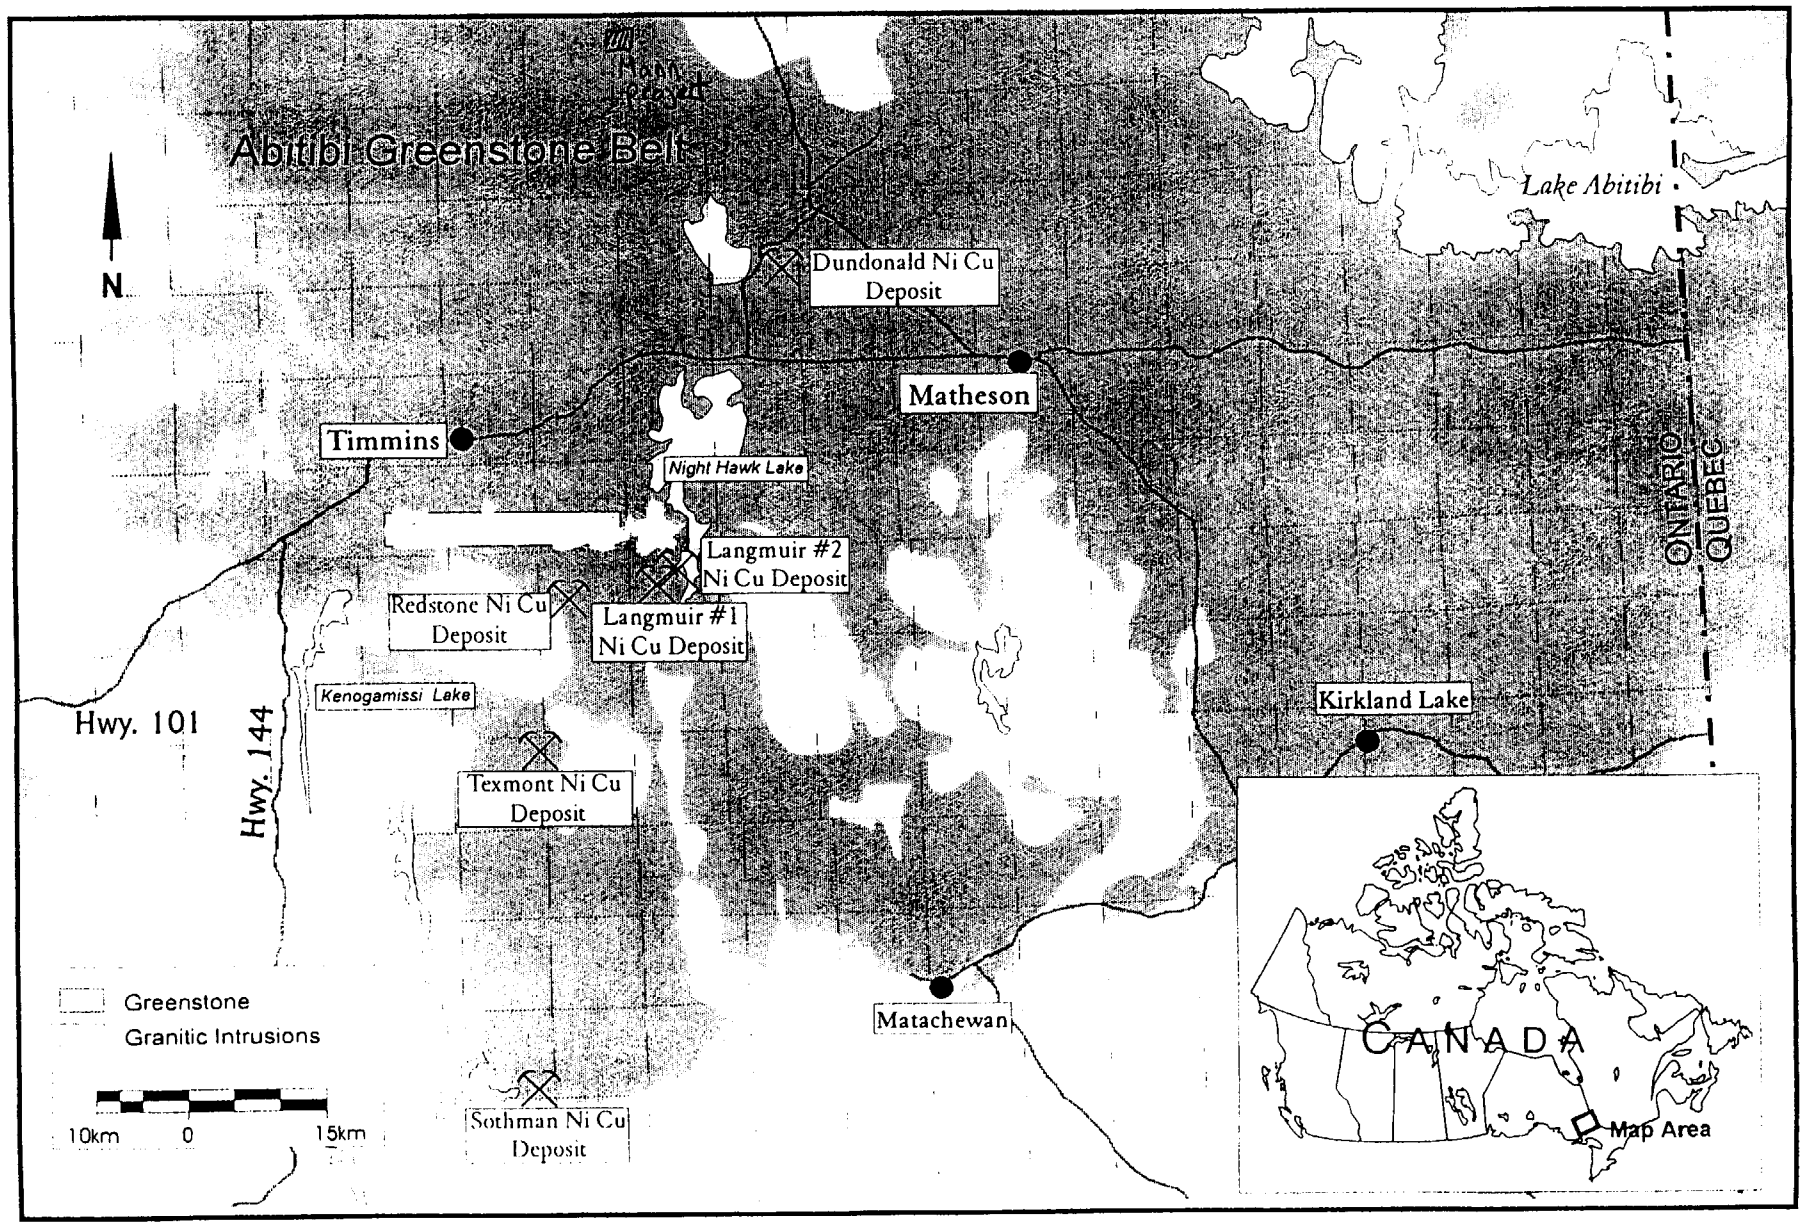 Mann
project
Abitibi Greenstone Belt
Lake Abitibi
N
Dundonald Ni Cu
Deposit
Matheson
Timmins
Night Hawk Lake
ONTARIO
QUEBEC
Langmuir #2
Ni Cu Deposit
Redstone Ni Cu
Deposit
Langmuir #1
Ni Cu Deposit
Kenogamissi Lake
Hwy. 101
Hwy. 144
Kirkland Lake
Texmont Ni Cu
Deposit
Greenstone
Granitic Intrusions
Matachewan
10km 0 15km
Sothman Ni Cu
Deposit
CANADA
Map Area